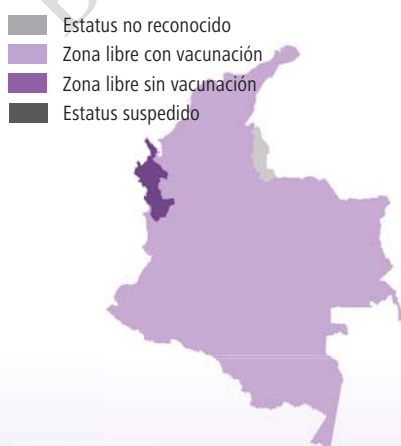 Estatus no reconocido
Zona libre con vacunación
Zona libre sin vacunación
Estatus suspedido